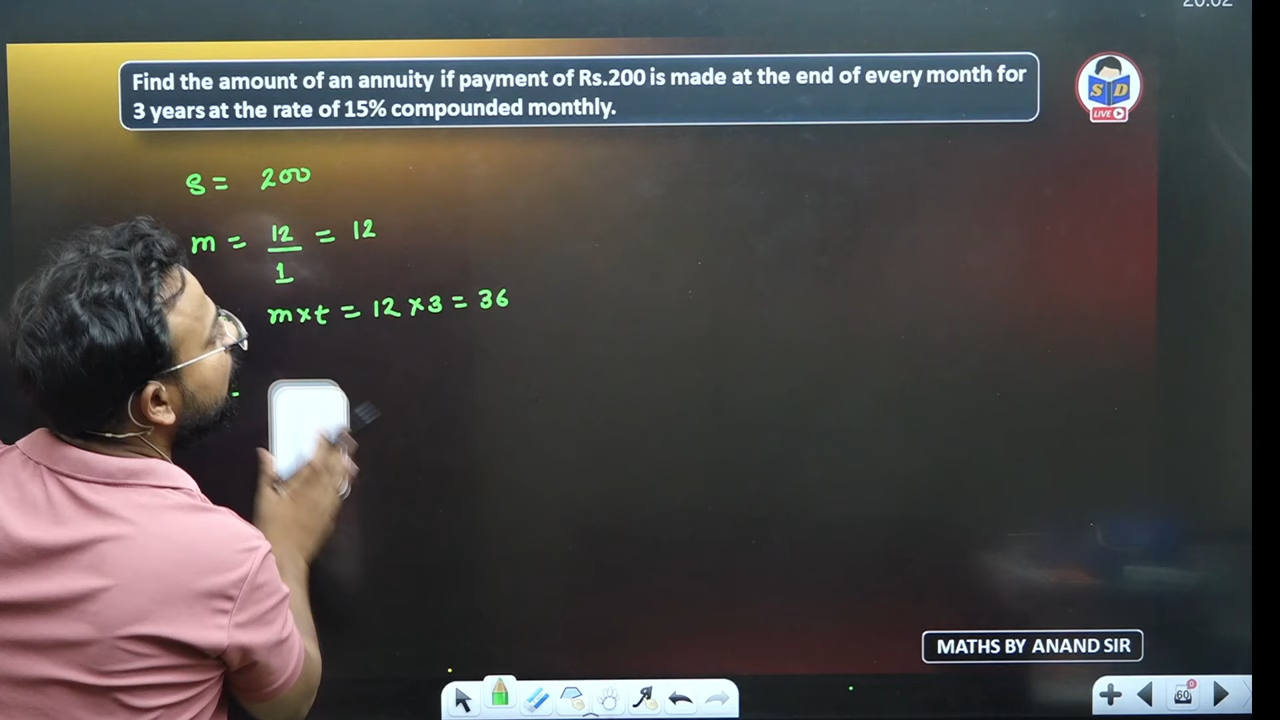 Find the amount of an annuity if payment of Rs.200 is made at the end of every month for
3 years at the rate of 15% compounded monthly.
S D
LIVE
S = 200
m = 12/1 = 12
m×t = 12 ×3 = 36
MATHS BY ANAND SIR
60
0